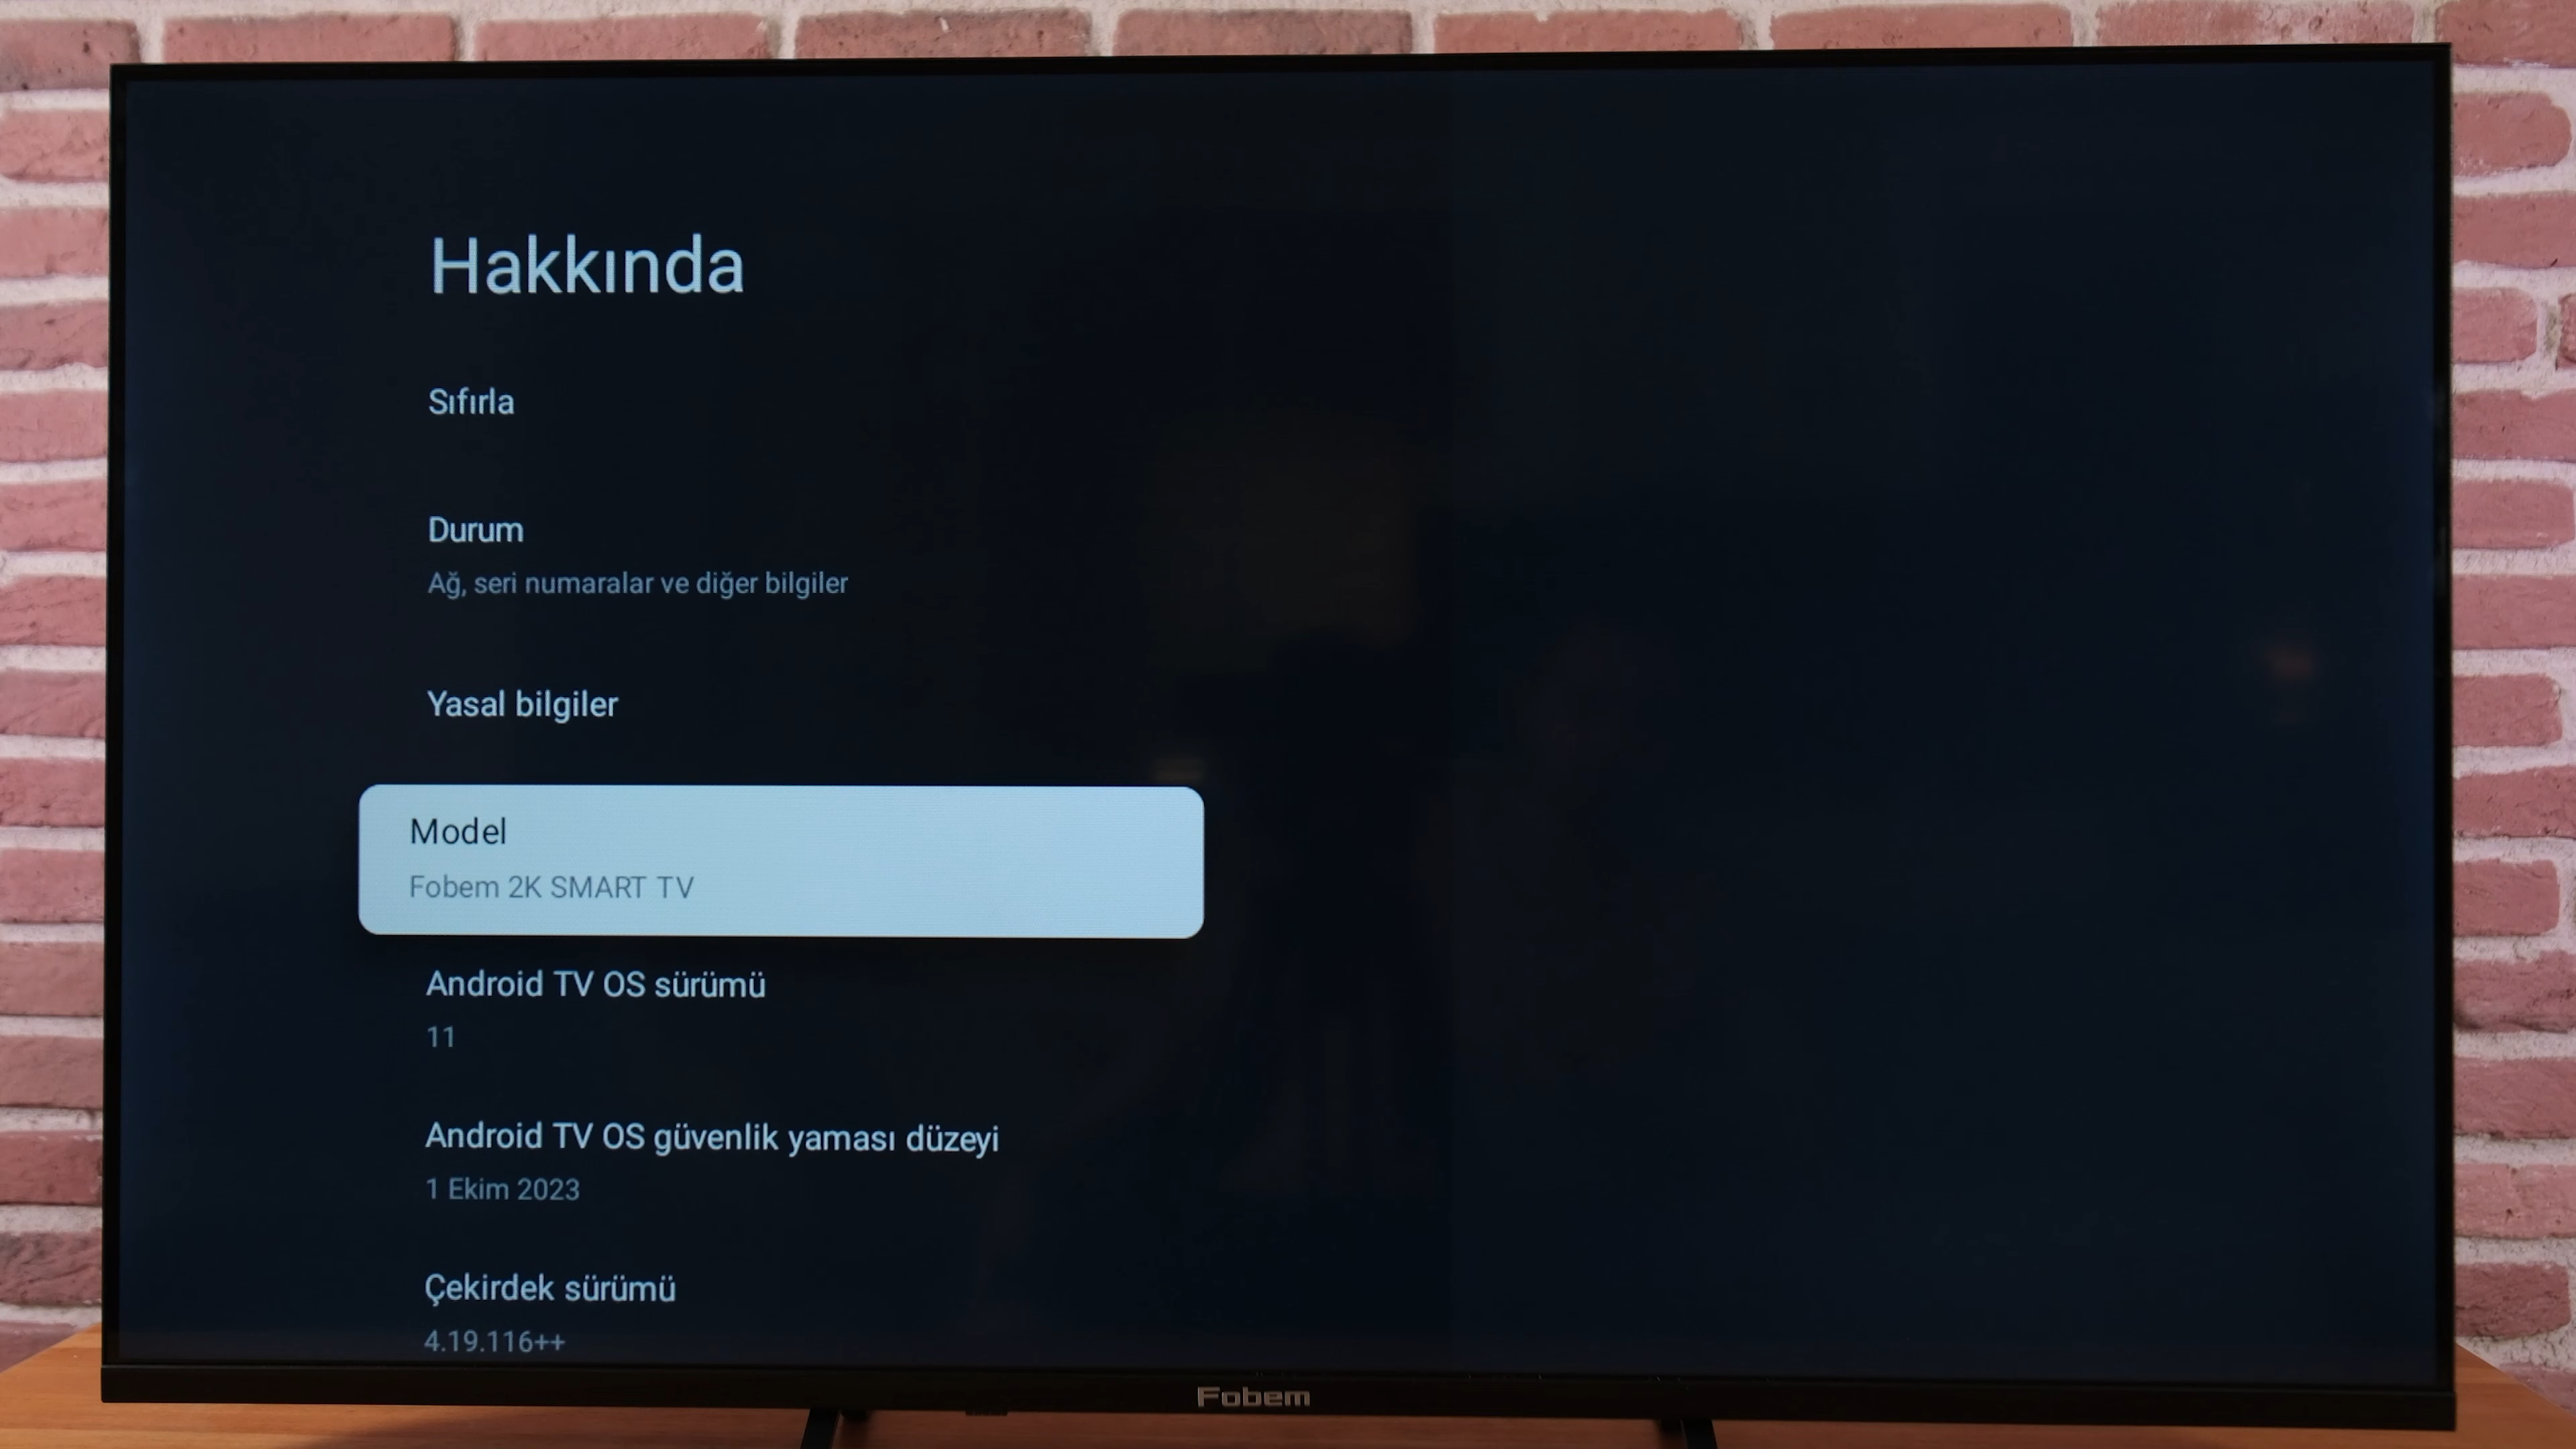 Hakkında
Sıfırla
Durum
Ağ, seri numaralar ve diğer bilgiler
Yasal bilgiler
Model
Fobem 2K SMART TV
Android TV OS sürümü
11
Android TV OS güvenlik yaması düzeyi
1 Ekim 2023
Çekirdek sürümü
4.19.116++
Fobem